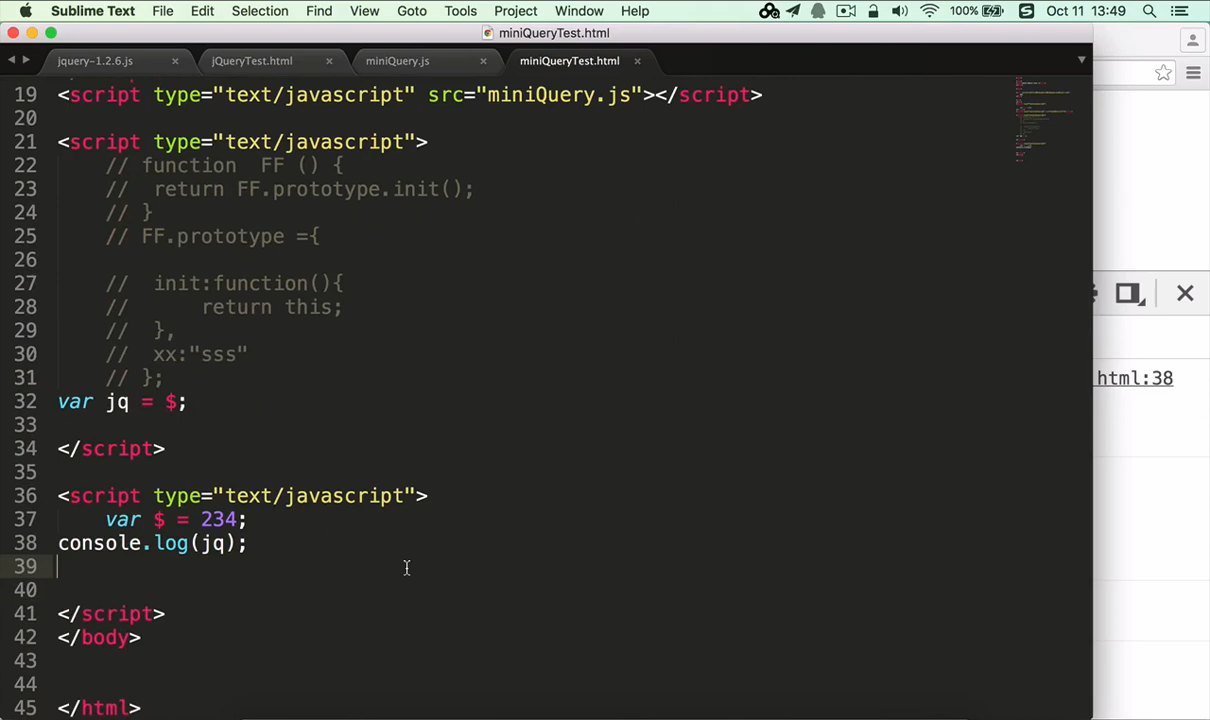 Sublime Text File Edit Selection Find View Goto Tools Project Window Help 100% Oct 11 13:49
miniQueryTest.html
jquery-1.2.6.js jQueryTest.html miniQuery.js miniQueryTest.html
19 <script type="text/javascript" src="miniQuery.js"></script>
20
21 <script type="text/javascript">
22 // function FF () {
23 // return FF.prototype.init();
24 // }
25 // FF.prototype ={
26
27 // init:function(){
28 // return this;
29 // },
30 // xx:"sss"
31 // };
32 var jq = $;
33
34 </script>
35
36 <script type="text/javascript">
37 var $ = 234;
38 console.log(jq);
39
40
41 </script>
42 </body>
43
44
45 </html>
html:38